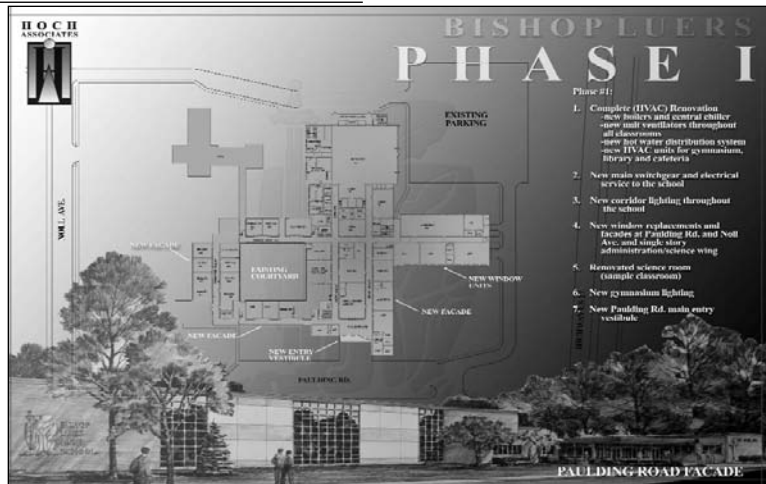 HOCH
ASSOCIATES
BISHOP LUERS
PHASE I
Phase #1:
1. Complete (HVAC) Renovation
-new boilers and central chiller
-new unit ventilators throughout
all classrooms
-new hot water distribution system
-new HVAC units for gymnasium,
library and cafeteria
2. New main switchgear and electrical
service to the school
3. New corridor lighting throughout
the school
4. New window replacements and
facades at Paulding Rd. and Noll
Ave. and single story
administration/science wing
5. Renovated science room
(sample classroom)
6. New gymnasium lighting
7. New Paulding Rd. main entry
vestibule
EXISTING
PARKING
NOLL AVE.
NEW FACADE
EXISTING
COURTYARD
NEW WINDOW
UNITS
NEW FACADE
NEW FACADE
NEW ENTRY
VESTIBULE
PAULDING RD.
PAULDING ROAD FACADE